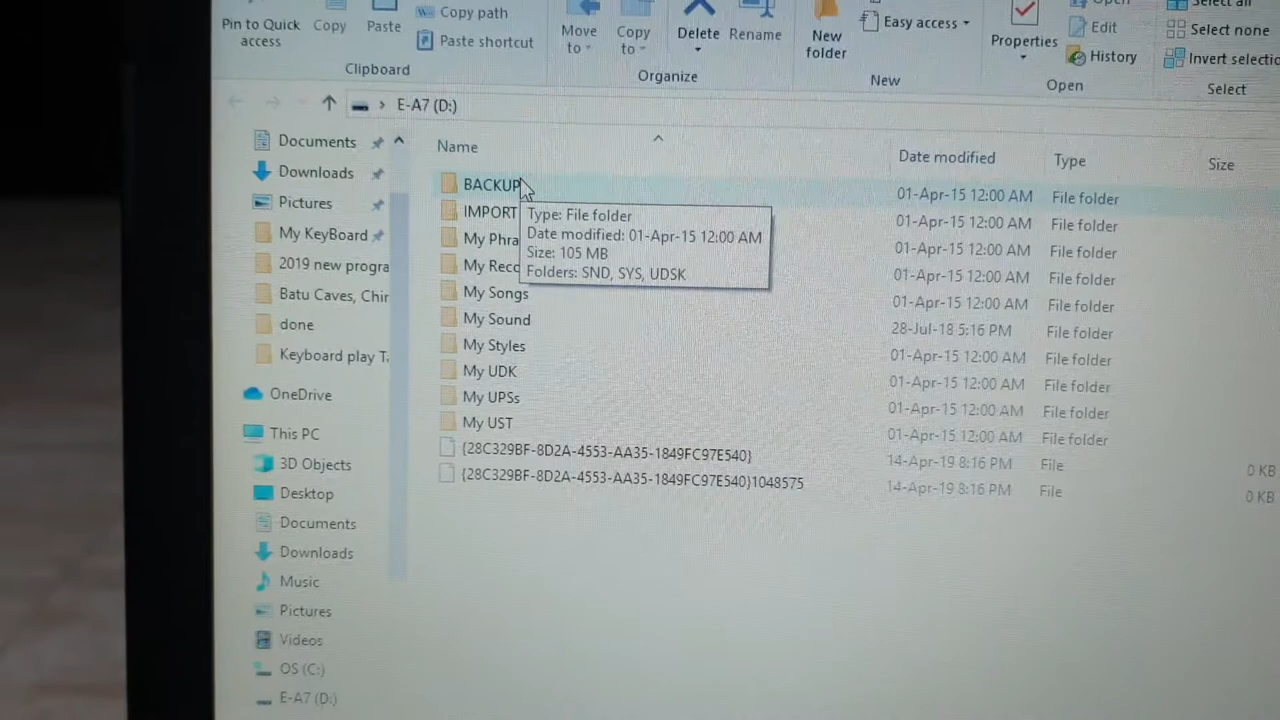 Pin to Quick access
Copy
Paste
Copy path
Paste shortcut
Clipboard
Move to
Copy to
Delete
Rename
Organize
New folder
Easy access
New
Properties
Open
Edit
History
Open
Select all
Select none
Invert selectio
Select
E-A7 (D:)
Documents
Downloads
Pictures
My KeyBoard
2019 new progra
Batu Caves, Chir
done
Keyboard play T
OneDrive
This PC
3D Objects
Desktop
Documents
Downloads
Music
Pictures
Videos
OS (C:)
E-A7 (D:)
Name Date modified Type Size
BACKUP 01-Apr-15 12:00 AM File folder
IMPORT 01-Apr-15 12:00 AM File folder
My Phra 01-Apr-15 12:00 AM File folder
My Reco 01-Apr-15 12:00 AM File folder
My Songs 01-Apr-15 12:00 AM File folder
My Sound 28-Jul-18 5:16 PM File folder
My Styles 01-Apr-15 12:00 AM File folder
My UDK 01-Apr-15 12:00 AM File folder
My UPSs 01-Apr-15 12:00 AM File folder
My UST 01-Apr-15 12:00 AM File folder
{28C329BF-8D2A-4553-AA35-1849FC97E540} 14-Apr-19 8:16 PM File 0 KB
{28C329BF-8D2A-4553-AA35-1849FC97E540}1048575 14-Apr-19 8:16 PM File 0 KB
Type: File folder
Date modified: 01-Apr-15 12:00 AM
Size: 105 MB
Folders: SND, SYS, UDSK